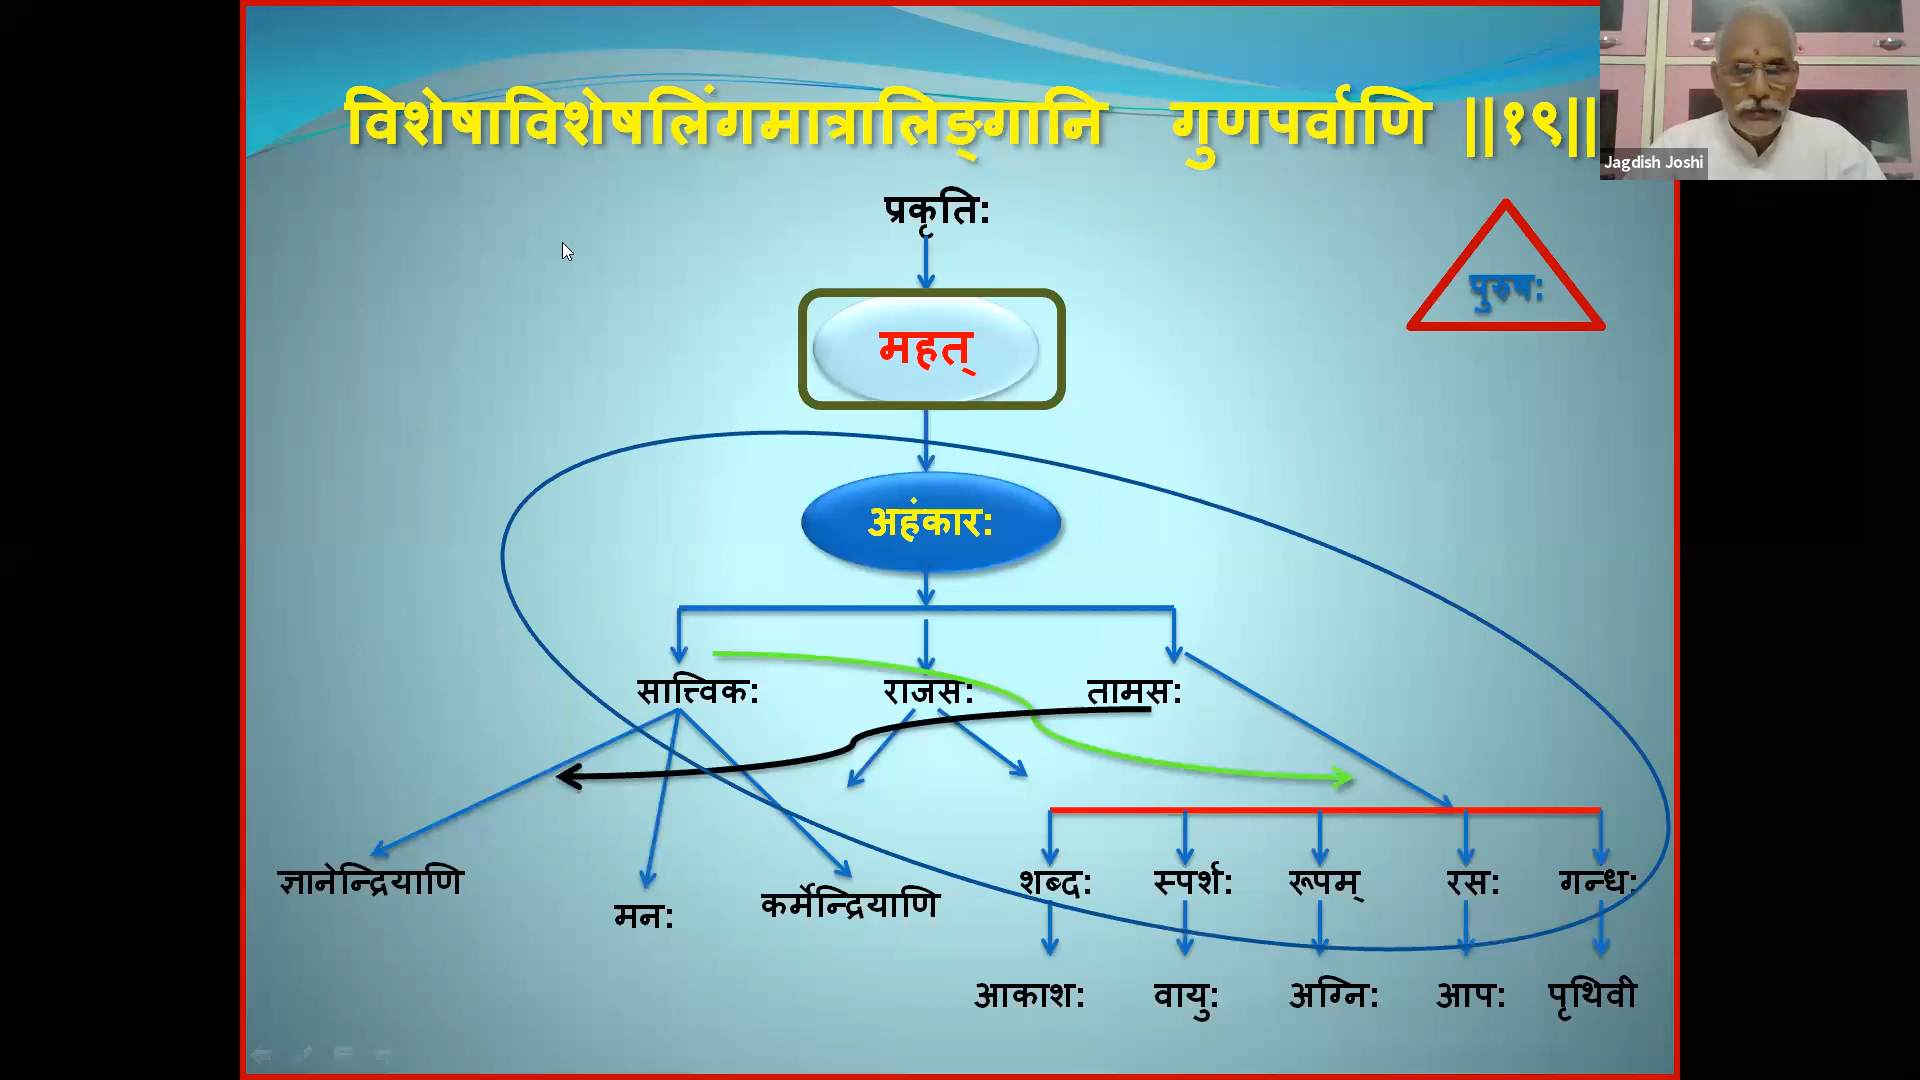 विशेषाविशेषलिंगमात्रालिङ्गानि गुणपर्वाणि ||१९||
Jagdish Joshi
प्रकृति:
पुरुष:
महत्
अहंकार:
सात्त्विक: राजस: तामस:
ज्ञानेन्द्रियाणि मन: कर्मेन्द्रियाणि शब्द: स्पर्श: रूपम् रस: गन्ध:
आकाश: वायु: अग्नि: आप: पृथिवी